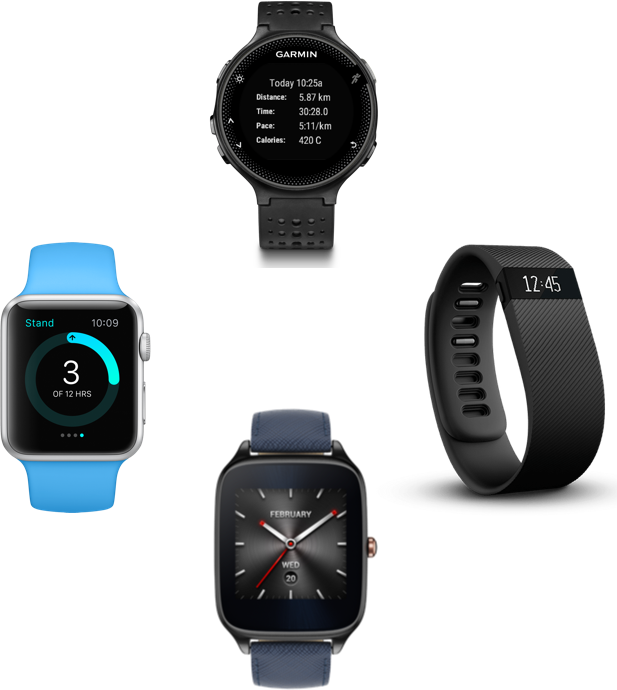 GARMIN
Today 10:25a
Distance: 5.87 km
Time: 30:28.0
Pace: 5:11/km
Calories: 420 C
Stand 10:09
3
OF 12 HRS
12:45
FEBRUARY
WED
20